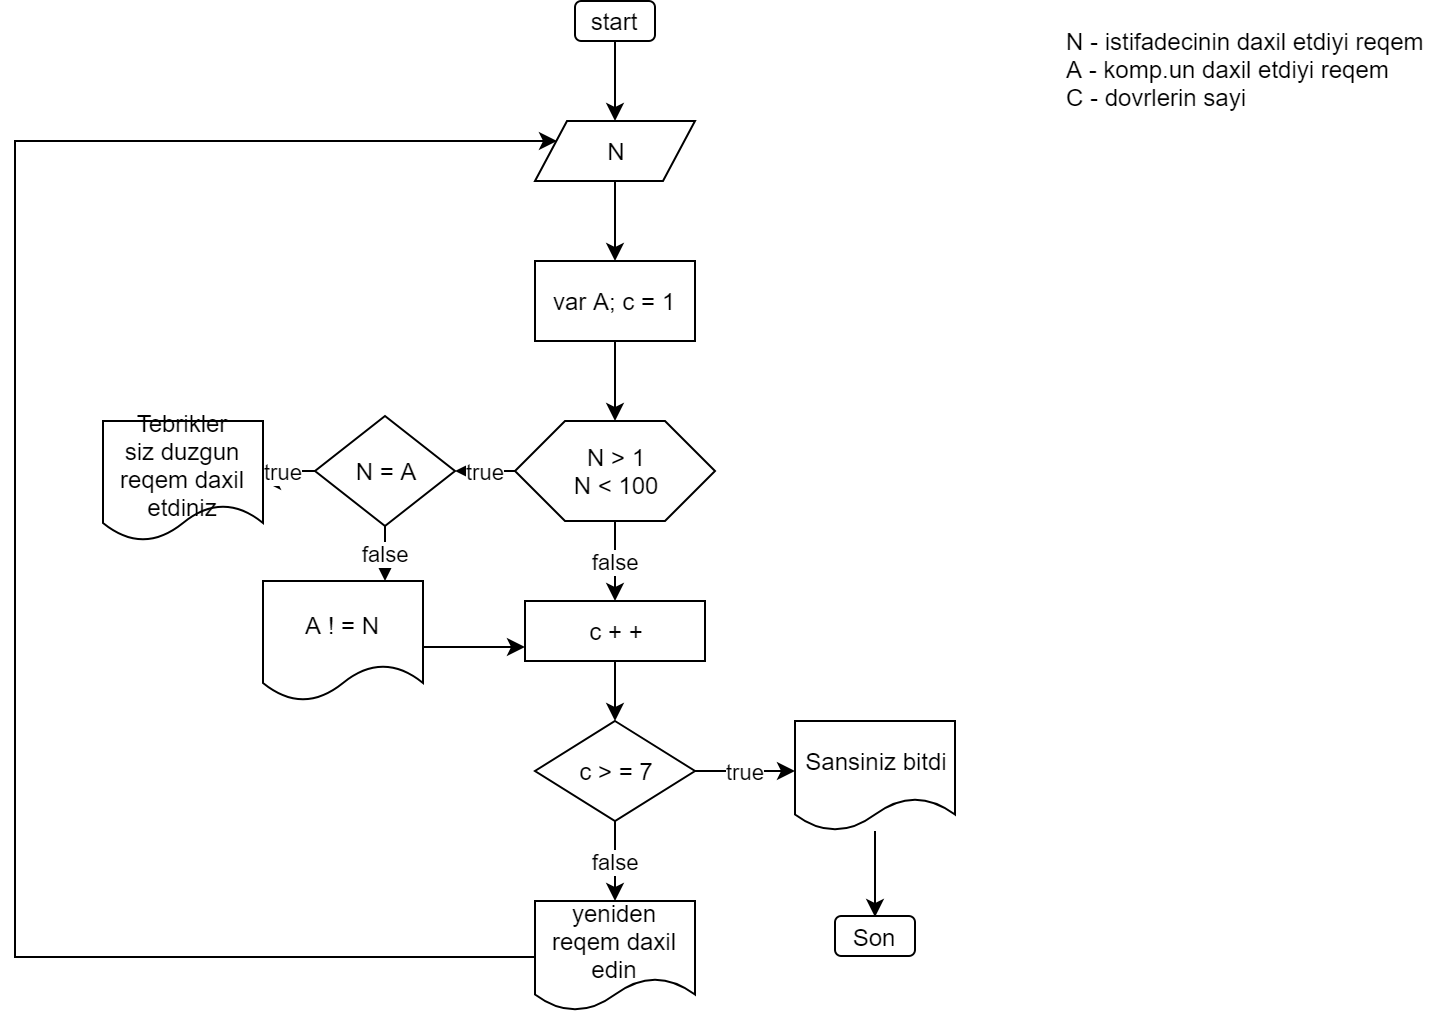 start
N - istifadecinin daxil etdiyi reqem
A - komp.un daxil etdiyi reqem
C - dovrlerin sayi
N
var A; c = 1
Tebrikler
siz duzgun
reqem daxil
etdiniz
true
N = A
true
N > 1
N < 100
false
false
A ! = N
c + +
c > = 7
true
Sansiniz bitdi
false
yeniden
reqem daxil
edin
Son